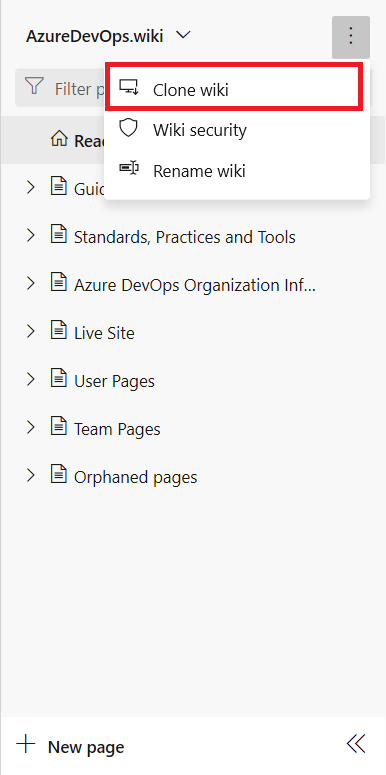 AzureDevOps.wiki
Filter
Clone wiki
Wiki security
Rename wiki
Standards, Practices and Tools
Azure DevOps Organization Inf...
Live Site
User Pages
Team Pages
Orphaned pages
New page